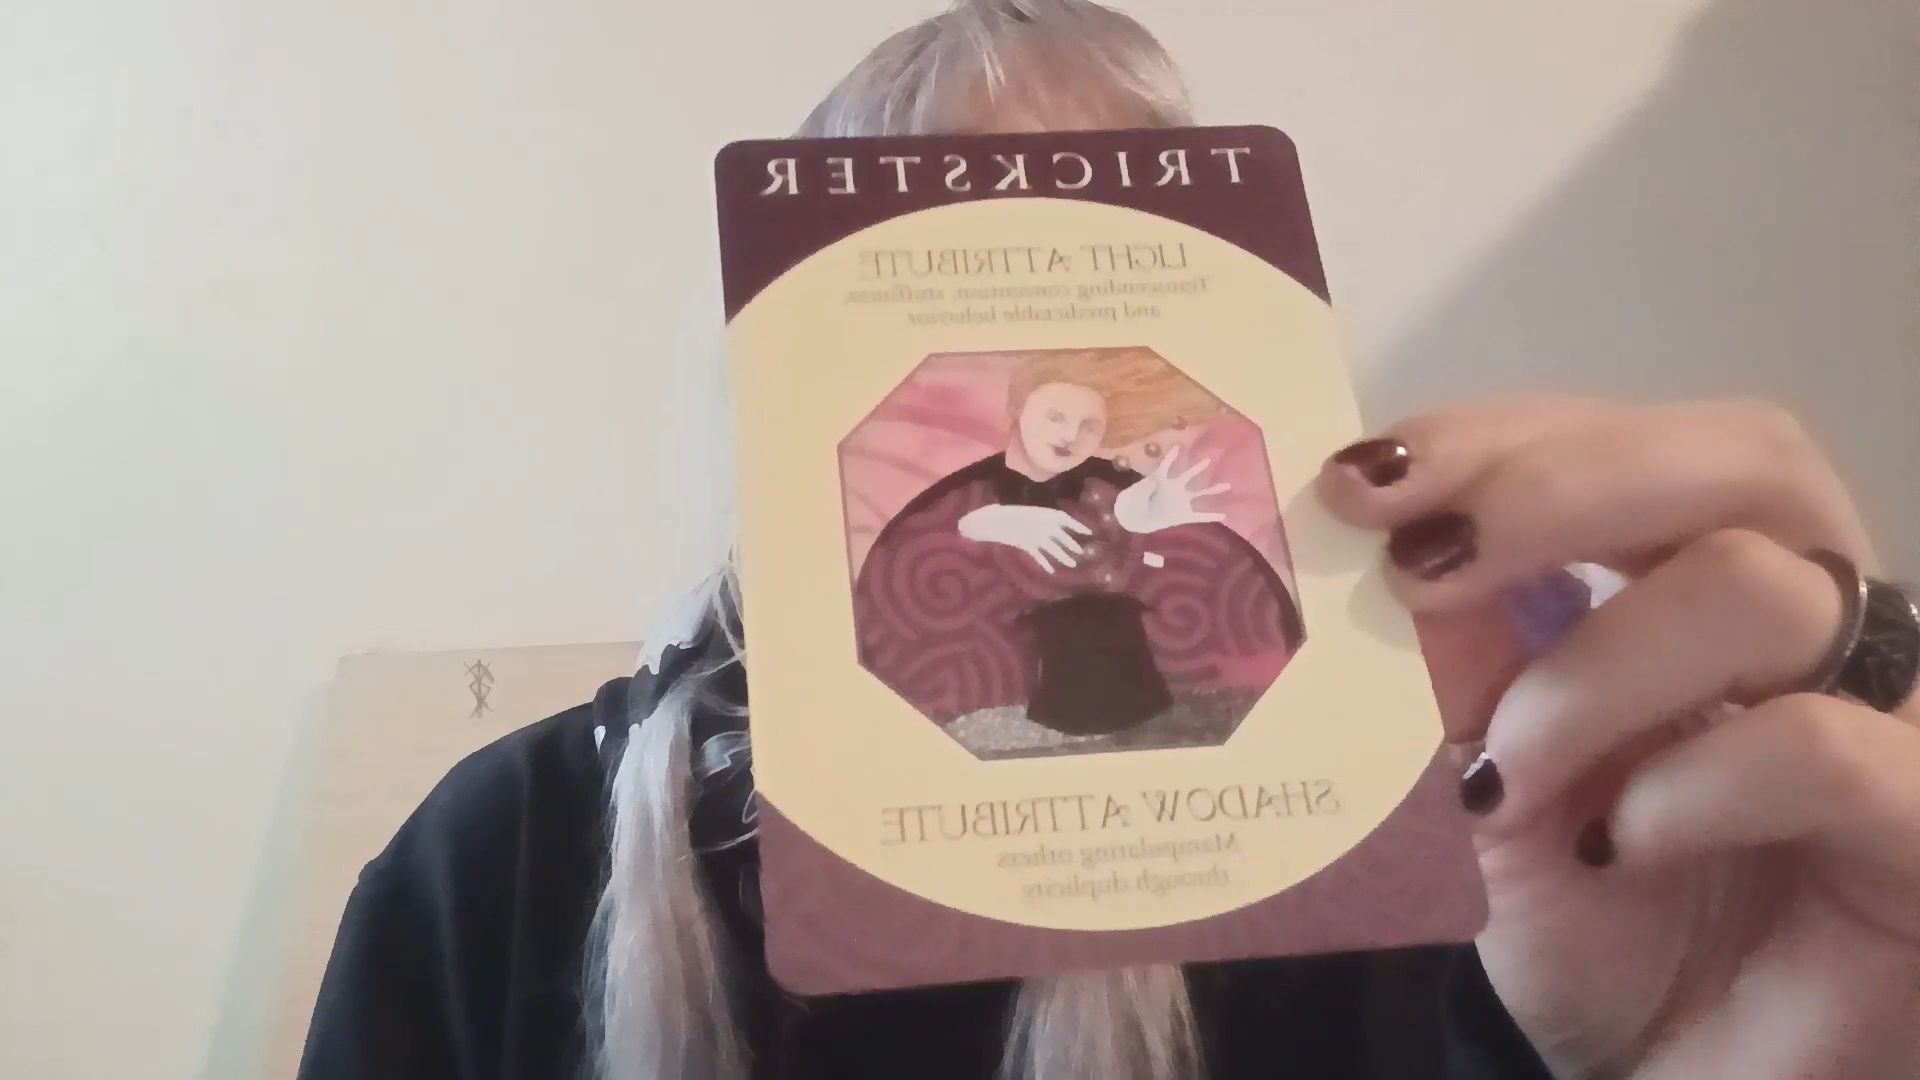 TRICKSTER
LIGHT ATTRIBUTE
Transcending convention, stuffiness,
and predictable behavior
SHADOW ATTRIBUTE
Manipulating others
through duplicity